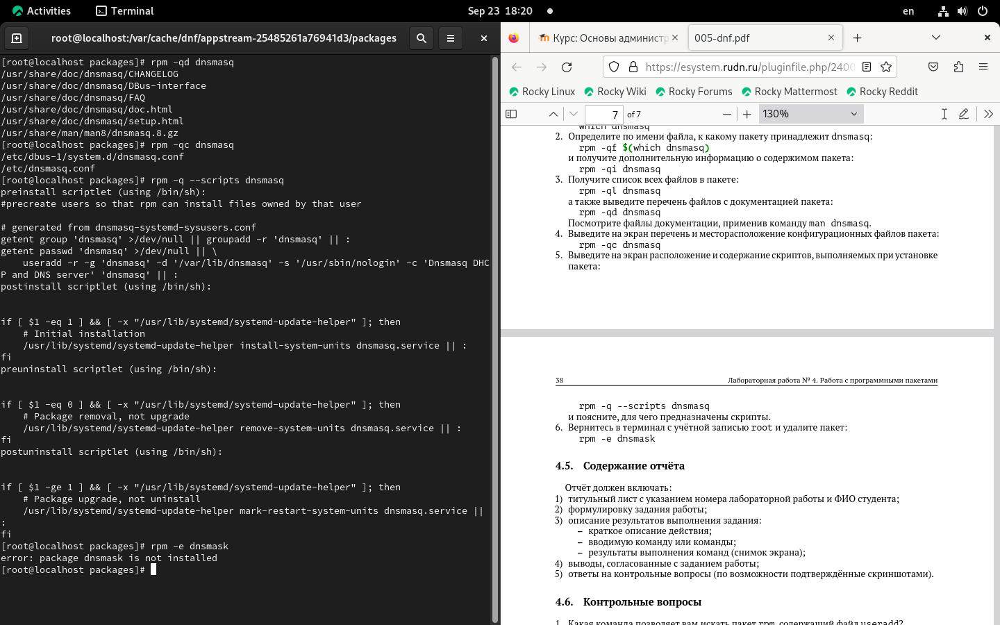 Activities
Terminal
Sep 23 18:20
en
root@localhost:/var/cache/dnf/appstream-25485261a76941d3/packages
[root@localhost packages]# rpm -qd dnsmasq
/usr/share/doc/dnsmasq/CHANGELOG
/usr/share/doc/dnsmasq/DBus-interface
/usr/share/doc/dnsmasq/FAQ
/usr/share/doc/dnsmasq/doc.html
/usr/share/doc/dnsmasq/setup.html
/usr/share/man/man8/dnsmasq.8.gz
[root@localhost packages]# rpm -qc dnsmasq
/etc/dbus-1/system.d/dnsmasq.conf
/etc/dnsmasq.conf
[root@localhost packages]# rpm -q --scripts dnsmasq
preinstall scriptlet (using /bin/sh):
#precreate users so that rpm can install files owned by that user
# generated from dnsmasq-systemd-sysusers.conf
getent group 'dnsmasq' >/dev/null || groupadd -r 'dnsmasq' || :
getent passwd 'dnsmasq' >/dev/null || \
    useradd -r -g 'dnsmasq' -d '/var/lib/dnsmasq' -s '/usr/sbin/nologin' -c 'Dnsmasq DHC
P and DNS server' 'dnsmasq' || :
postinstall scriptlet (using /bin/sh):
if [ $1 -eq 1 ] && [ -x "/usr/lib/systemd/systemd-update-helper" ]; then
    # Initial installation
    /usr/lib/systemd/systemd-update-helper install-system-units dnsmasq.service || :
fi
preuninstall scriptlet (using /bin/sh):
if [ $1 -eq 0 ] && [ -x "/usr/lib/systemd/systemd-update-helper" ]; then
    # Package removal, not upgrade
    /usr/lib/systemd/systemd-update-helper remove-system-units dnsmasq.service || :
fi
postuninstall scriptlet (using /bin/sh):
if [ $1 -ge 1 ] && [ -x "/usr/lib/systemd/systemd-update-helper" ]; then
    # Package upgrade, not uninstall
    /usr/lib/systemd/systemd-update-helper mark-restart-system-units dnsmasq.service ||
:
fi
[root@localhost packages]# rpm -e dnsmask
error: package dnsmask is not installed
[root@localhost packages]#
Курс: Основы администр
005-dnf.pdf
https://esystem.rudn.ru/pluginfile.php/2400
Rocky Linux
Rocky Wiki
Rocky Forums
Rocky Mattermost
Rocky Reddit
7 of 7
130%
which dnsmasq
2. Определите по имени файла, к какому пакету принадлежит dnsmasq:
rpm -qf $(which dnsmasq)
и получите дополнительную информацию о содержимом пакета:
rpm -qi dnsmasq
3. Получите список всех файлов в пакете:
rpm -ql dnsmasq
а также выведите перечень файлов с документацией пакета:
rpm -qd dnsmasq
Посмотрите файлы документации, применив команду man dnsmasq.
4. Выведите на экран перечень и месторасположение конфигурационных файлов пакета:
rpm -qc dnsmasq
5. Выведите на экран расположение и содержание скриптов, выполняемых при установке
пакета:
38
Лабораторная работа № 4. Работа с программными пакетами
rpm -q --scripts dnsmasq
и поясните, для чего предназначены скрипты.
6. Вернитесь в терминал с учётной записью root и удалите пакет:
rpm -e dnsmask
4.5. Содержание отчёта
Отчёт должен включать:
1) титульный лист с указанием номера лабораторной работы и ФИО студента;
2) формулировку задания работы;
3) описание результатов выполнения задания:
– краткое описание действия;
– вводимую команду или команды;
– результаты выполнения команд (снимок экрана);
4) выводы, согласованные с заданием работы;
5) ответы на контрольные вопросы (по возможности подтверждённые скриншотами).
4.6. Контрольные вопросы
1. Какая команда позволяет вам искать пакет rpm, содержащий файл useradd?